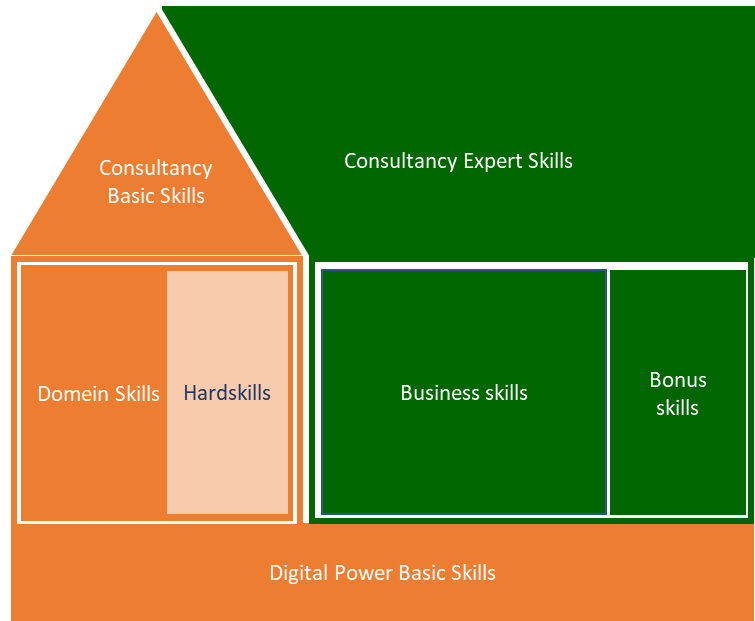 Consultancy
Basic Skills
Consultancy Expert Skills
Domein Skills
Hardskills
Business skills
Bonus
skills
Digital Power Basic Skills